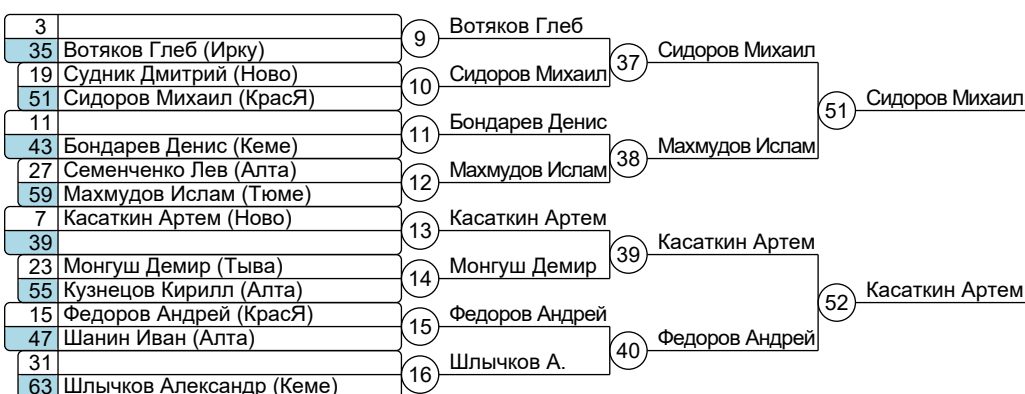 3
35 Вотяков Глеб (Ирку)
19 Судник Дмитрий (Ново)
51 Сидоров Михаил (КрасЯ)
11
43 Бондарев Денис (Кеме)
27 Семенченко Лев (Алта)
59 Махмудов Ислам (Тюме)
7 Касаткин Артем (Ново)
39
23 Монгуш Демир (Тыва)
55 Кузнецов Кирилл (Алта)
15 Федоров Андрей (КрасЯ)
47 Шанин Иван (Алта)
31
63 Шлычков Александр (Кеме)
9 Вотяков Глеб
10 Сидоров Михаил
11 Бондарев Денис
12 Махмудов Ислам
13 Касаткин Артем
14 Монгуш Демир
15 Федоров Андрей
16 Шлычков А.
37 Сидоров Михаил
38 Махмудов Ислам
39 Касаткин Артем
40 Федоров Андрей
51 Сидоров Михаил
52 Касаткин Артем